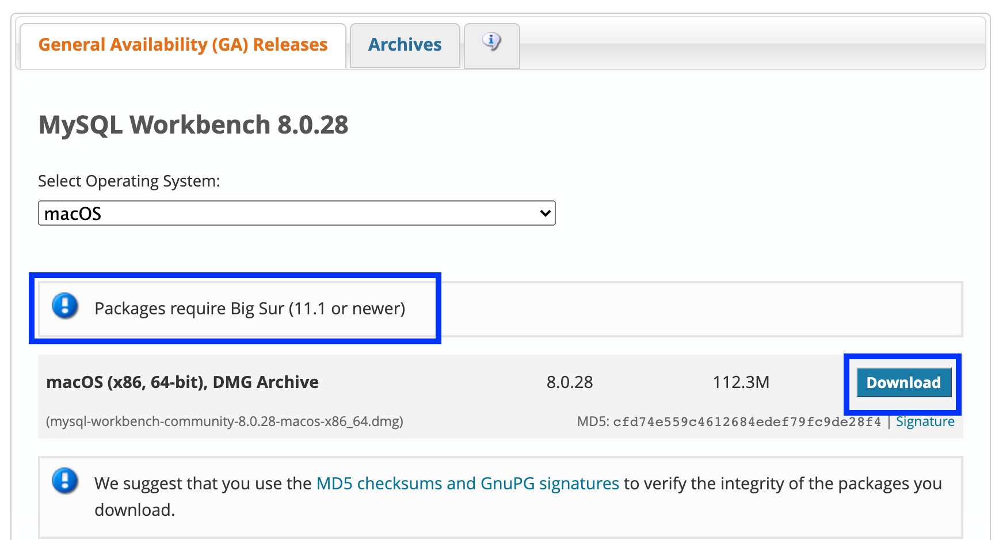 General Availability (GA) Releases
Archives
MySQL Workbench 8.0.28
Select Operating System:
macOS
Packages require Big Sur (11.1 or newer)
macOS (x86, 64-bit), DMG Archive 8.0.28 112.3M Download
(mysql-workbench-community-8.0.28-macos-x86_64.dmg) MD5: cfd74e559c4612684edef79fc9de28f4 | Signature
We suggest that you use the MD5 checksums and GnuPG signatures to verify the integrity of the packages you
download.